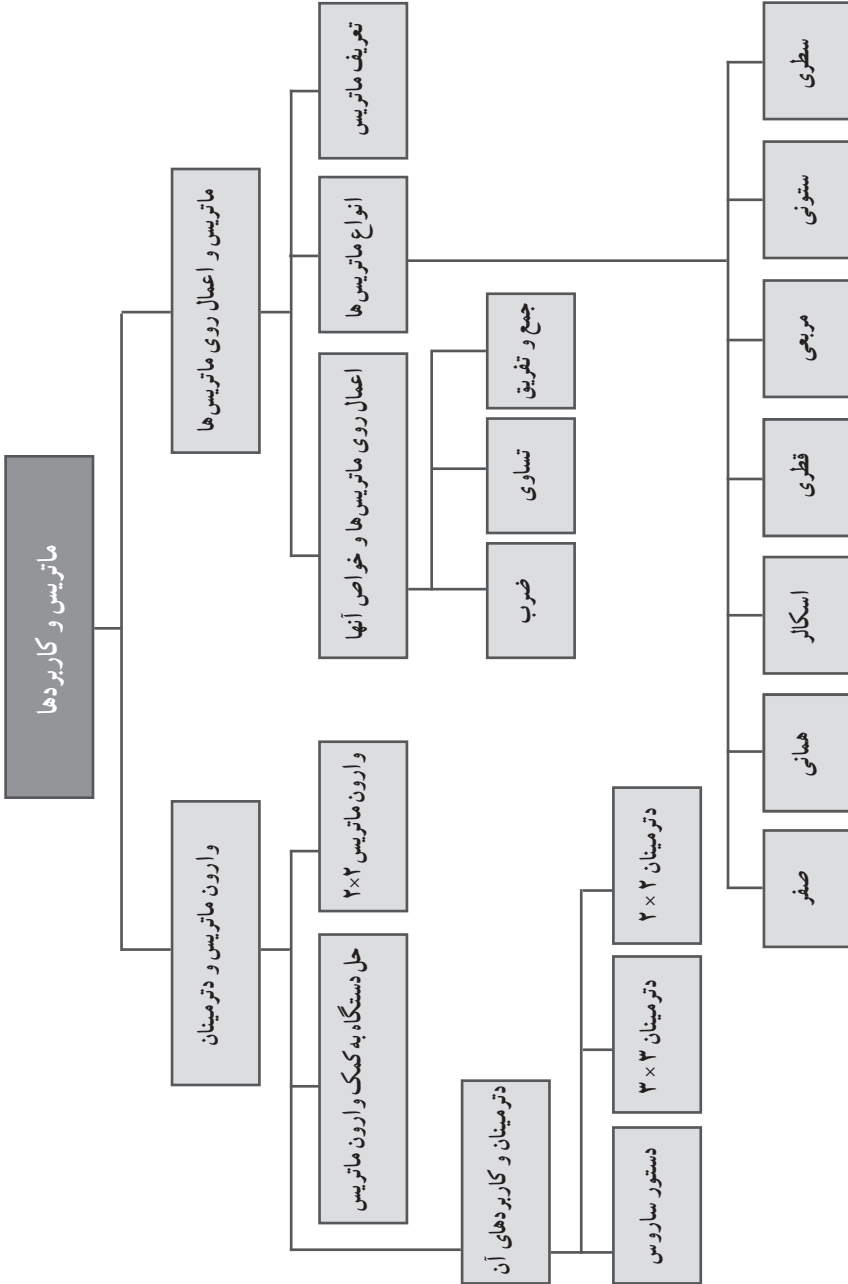 ماتریس و کاربردها
ماتریس و اعمال روی ماتریس‌ها
تعریف ماتریس
انواع ماتریس‌ها
سطری
ستونی
مربعی
قطری
اسکالر
همانی
صفر
اعمال روی ماتریس‌ها و خواص آنها
جمع و تفریق
تساوی
ضرب
وارون ماتریس و دترمینان
وارون ماتریس ۲×۲
حل دستگاه به کمک وارون ماتریس
دترمینان و کاربردهای آن
دترمینان ۲ × ۲
دترمینان ۳ × ۳
دستور ساروس